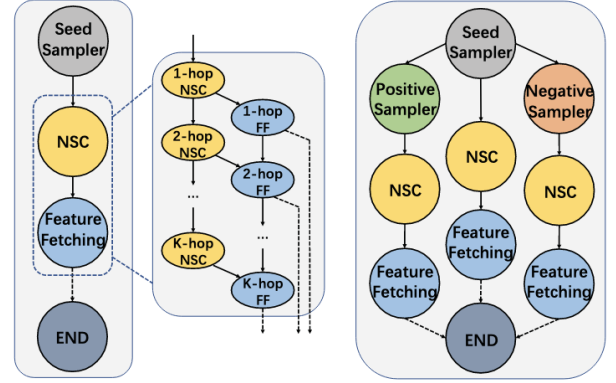 Seed
Sampler
NSC
Feature
Fetching
END
1-hop
NSC
1-hop
FF
2-hop
NSC
2-hop
FF
...
...
K-hop
NSC
K-hop
FF
Seed
Sampler
Positive
Sampler
Negative
Sampler
NSC
NSC
NSC
Feature
Fetching
Feature
Fetching
Feature
Fetching
END